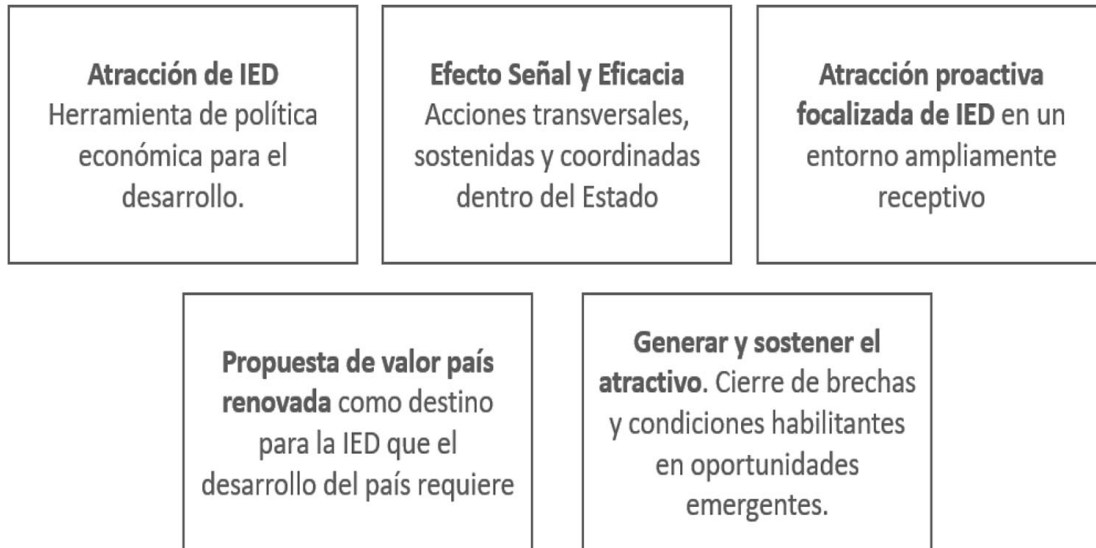 Atracción de IED
Herramienta de política
económica para el
desarrollo.
Efecto Señal y Eficacia
Acciones transversales,
sostenidas y coordinadas
dentro del Estado
Atracción proactiva
focalizada de IED en un
entorno ampliamente
receptivo
Propuesta de valor país
renovada como destino
para la IED que el
desarrollo del país requiere
Generar y sostener el
atractivo. Cierre de brechas
y condiciones habilitantes
en oportunidades
emergentes.